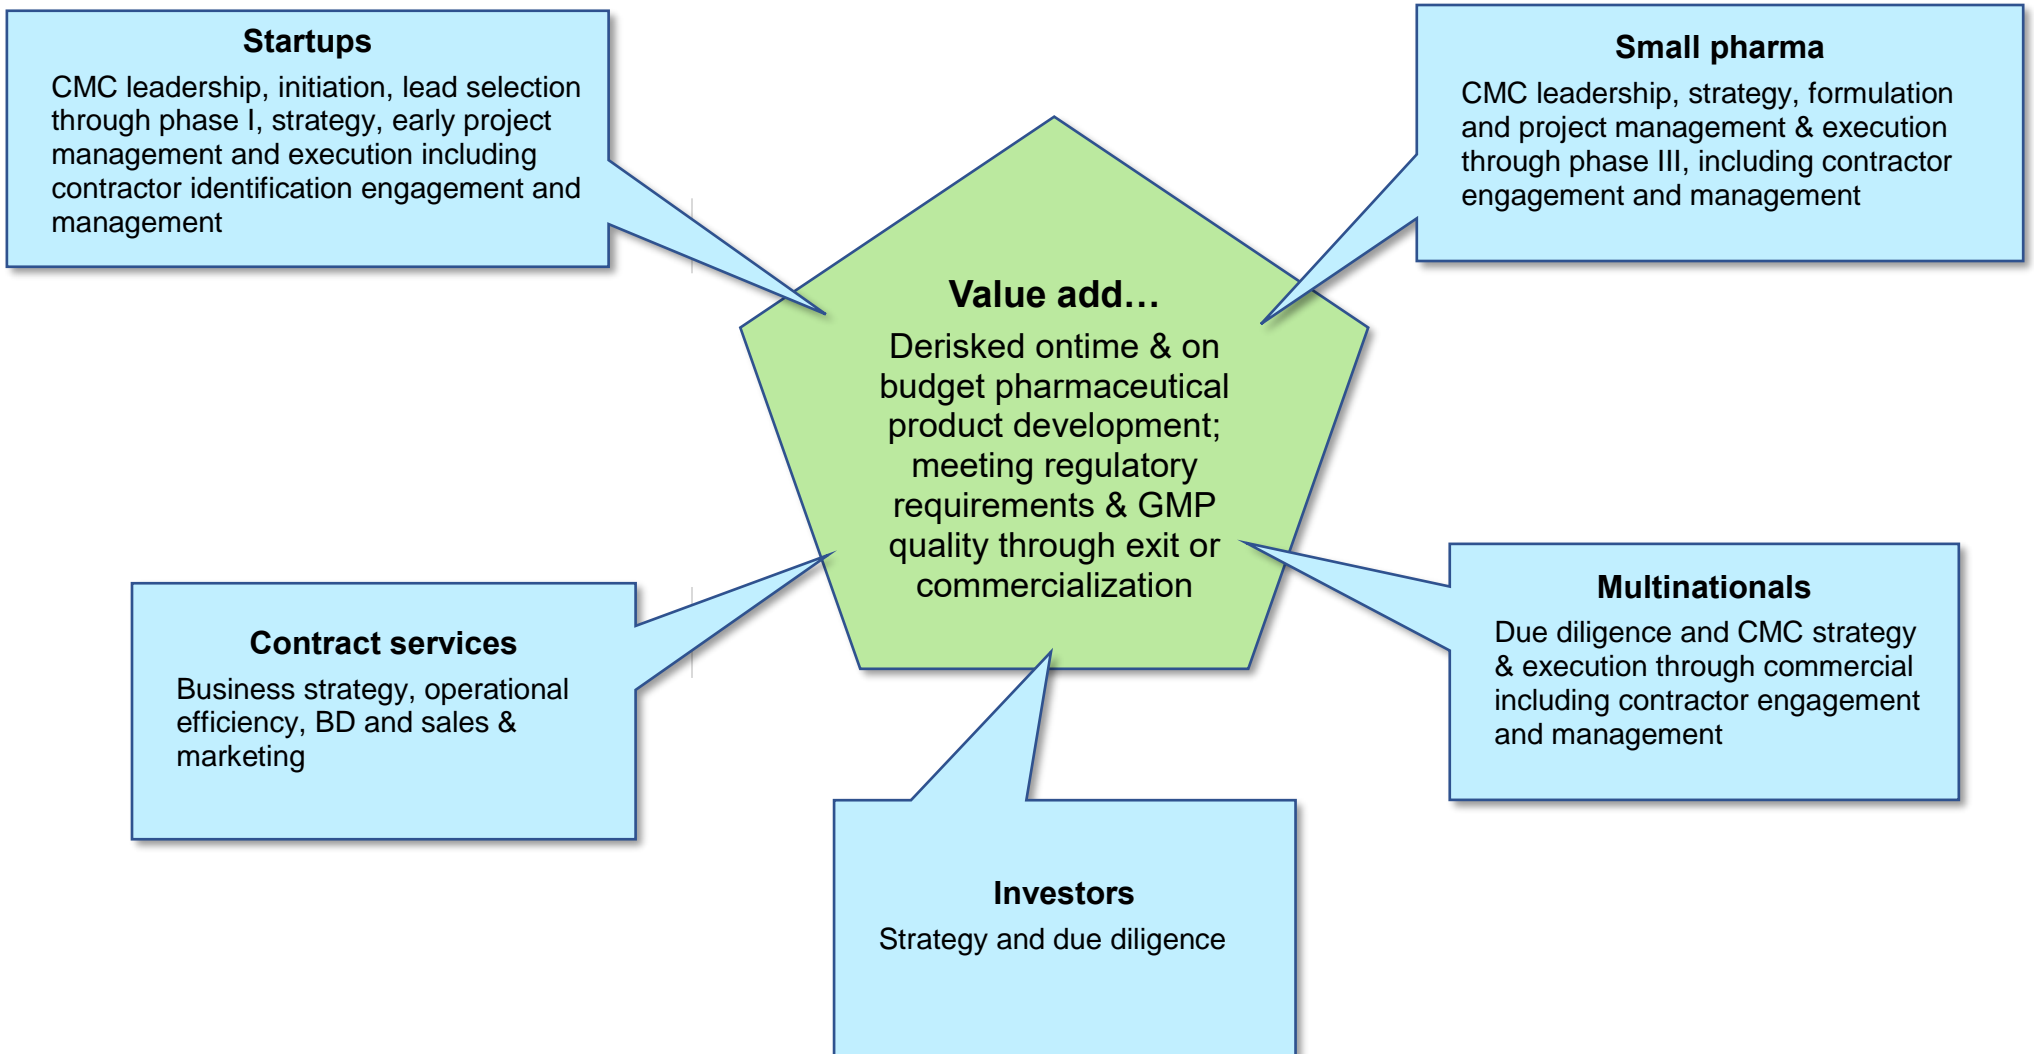 Startups
CMC leadership, initiation, lead selection
through phase I, strategy, early project
management and execution including
contractor identification engagement and
management
Small pharma
CMC leadership, strategy, formulation
and project management & execution
through phase III, including contractor
engagement and management
Value add…
Derisked ontime & on
budget pharmaceutical
product development;
meeting regulatory
requirements & GMP
quality through exit or
commercialization
Contract services
Business strategy, operational
efficiency, BD and sales &
marketing
Multinationals
Due diligence and CMC strategy
& execution through commercial
including contractor engagement
and management
Investors
Strategy and due diligence